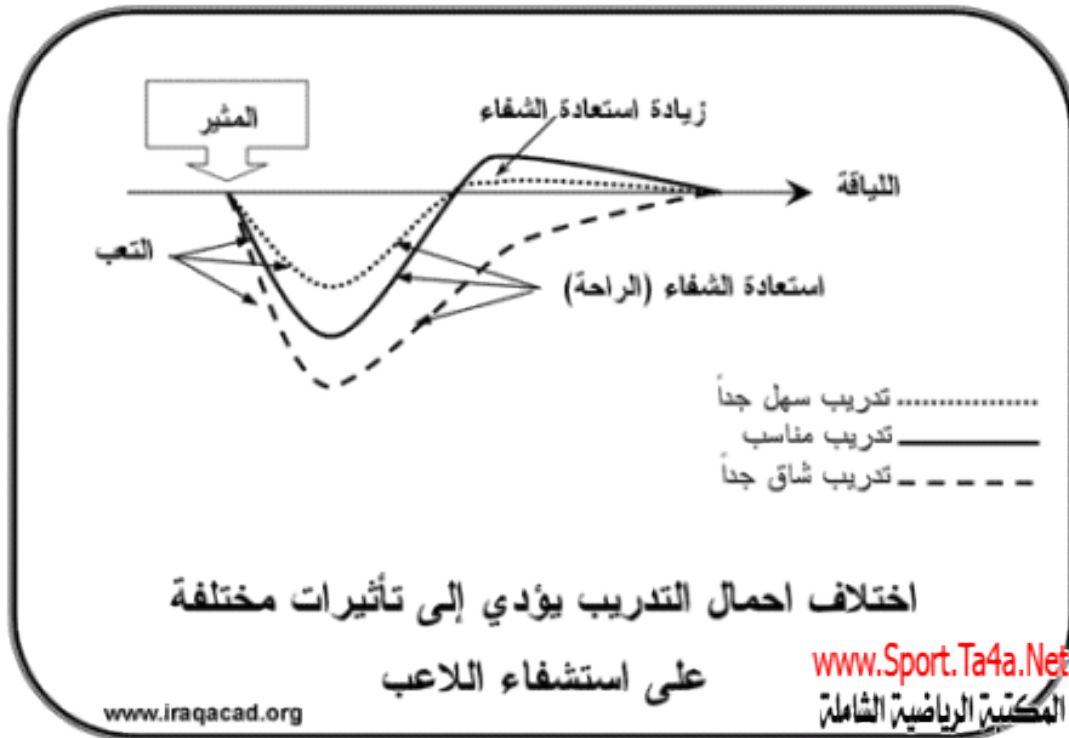 المثير
زيادة استعادة الشفاء
اللياقة
التعب
استعادة الشفاء (الراحة)
تدريب سهل جداً
تدريب مناسب
تدريب شاق جداً
اختلاف احمال التدريب يؤدي إلى تأثيرات مختلفة
على استشفاء اللاعب
www.Sport.Ta4a.Net
المكتبة الرياضية الشاملة
www.iraqacad.org